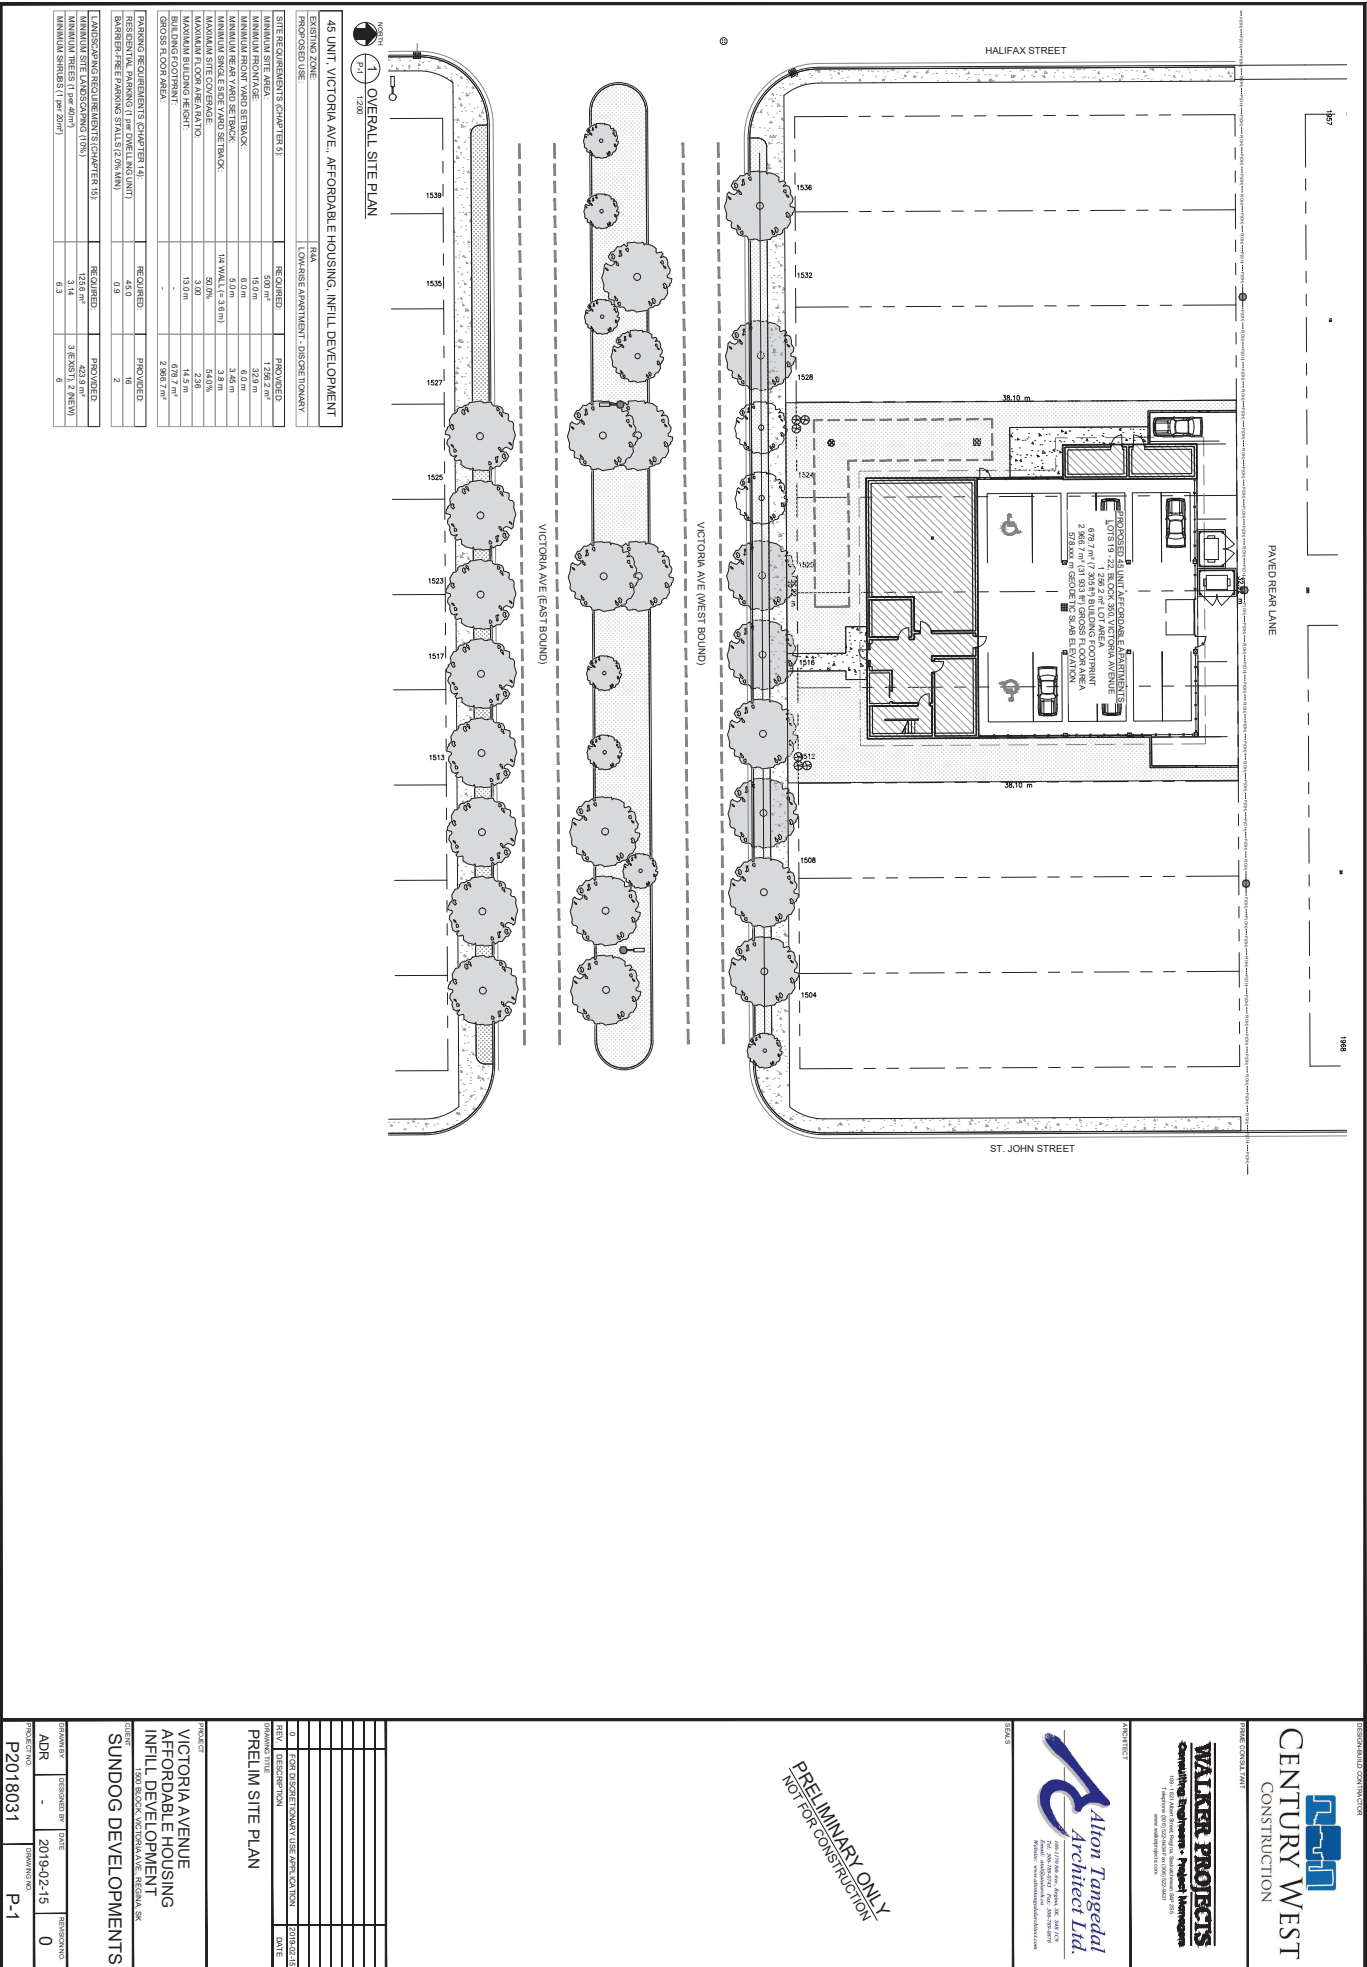 HALIFAX STREET
1957
1968
PAVED REAR LANE
38.10 m
38.10 m
PROPOSED 45 UNIT AFFORDABLE APARTMENTS
LOTS 19 - 22, BLOCK 350, VICTORIA AVENUE
1 256.2 m² LOT AREA
678.7 m² (7 305 ft²) BUILDING FOOTPRINT
2 966.7 m² (31 933 ft²) GROSS FLOOR AREA
578.xxx m GEODETIC SLAB ELEVATION
1536
1532
1528
1524
1520
1516
1512
1508
1504
VICTORIA AVE (WEST BOUND)
VICTORIA AVE (EAST BOUND)
1539
1535
1527
1525
1523
1517
1513
ST. JOHN STREET
NORTH
1
P-1
OVERALL SITE PLAN
1:200
45 UNIT, VICTORIA AVE., AFFORDABLE HOUSING, INFILL DEVELOPMENT
EXISTING ZONE: R4A
PROPOSED USE: LOW-RISE APARTMENT - DISCRETIONARY
SITE REQUIREMENTS (CHAPTER 5): REQUIRED: PROVIDED:
MINIMUM SITE AREA: 500 m² 1 256.2 m²
MINIMUM FRONTAGE: 15.0 m 32.9 m
MINIMUM FRONT YARD SETBACK: 6.0 m 6.0 m
MINIMUM REAR YARD SETBACK: 5.0 m 3.45 m
MINIMUM SINGLE SIDE YARD SETBACK: 1/4 WALL (= 3.6 m) 3.8 m
MAXIMUM SITE COVERAGE: 50.0% 54.0%
MAXIMUM FLOOR AREA RATIO: 3.00 2.36
MAXIMUM BUILDING HEIGHT: 13.0 m 14.5 m
BUILDING FOOTPRINT: - 678.7 m²
GROSS FLOOR AREA: - 2 966.7 m²
PARKING REQUIREMENTS (CHAPTER 14): REQUIRED: PROVIDED:
RESIDENTIAL PARKING (1 per DWELLING UNIT) 45.0 16
BARRIER-FREE PARKING STALLS (2.0% MIN) 0.9 2
LANDSCAPING REQUIREMENTS (CHAPTER 15): REQUIRED: PROVIDED:
MINIMUM SITE LANDSCAPING (10%) 125.6 m² 423.9 m²
MINIMUM TREES (1 per 40m²) 3.14 3 (EXIST), 2 (NEW)
MINIMUM SHRUBS (1 per 20m²) 6.3 6
DESIGN-BUILD CONTRACTOR
CENTURY WEST
CONSTRUCTION
PRIME CONSULTANT
WALKER PROJECTS
Consulting Engineers • Project Managers
ARCHITECT
Alton Tangedal
Architect Ltd.
SEALS
PRELIMINARY ONLY
NOT FOR CONSTRUCTION
0 FOR DISCRETIONARY USE APPLICATION 2019-02-15
REV. DESCRIPTION DATE
DRAWING TITLE
PRELIM SITE PLAN
PROJECT
VICTORIA AVENUE
AFFORDABLE HOUSING
INFILL DEVELOPMENT
1500 BLOCK, VICTORIA AVE, REGINA, SK
CLIENT
SUNDOG DEVELOPMENTS
DRAWN BY DESIGNED BY DATE REVISION NO.
ADR - 2019-02-15 0
PROJECT NO. DRAWING NO.
P2018031 P-1